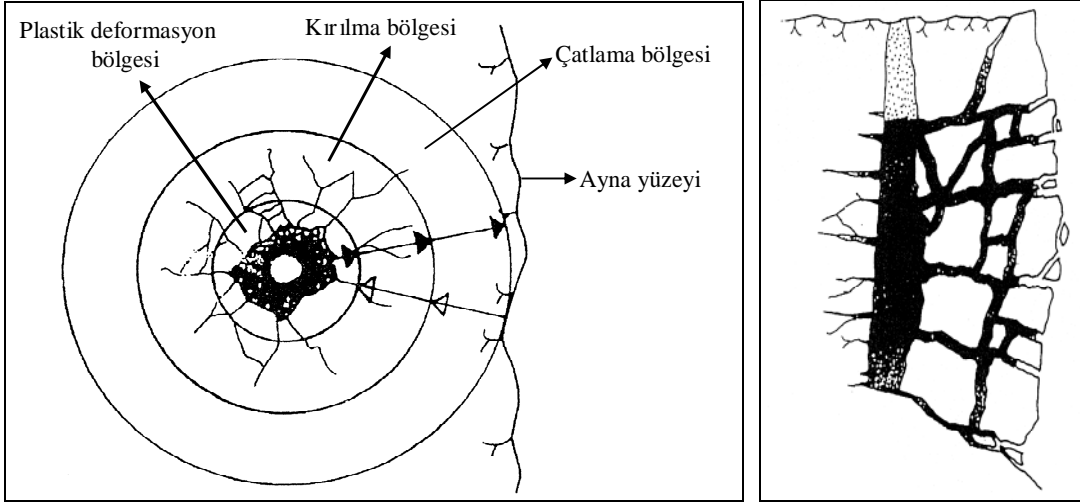 Plastik deformasyon
bölgesi
Kırılma bölgesi
Çatlama bölgesi
Ayna yüzeyi